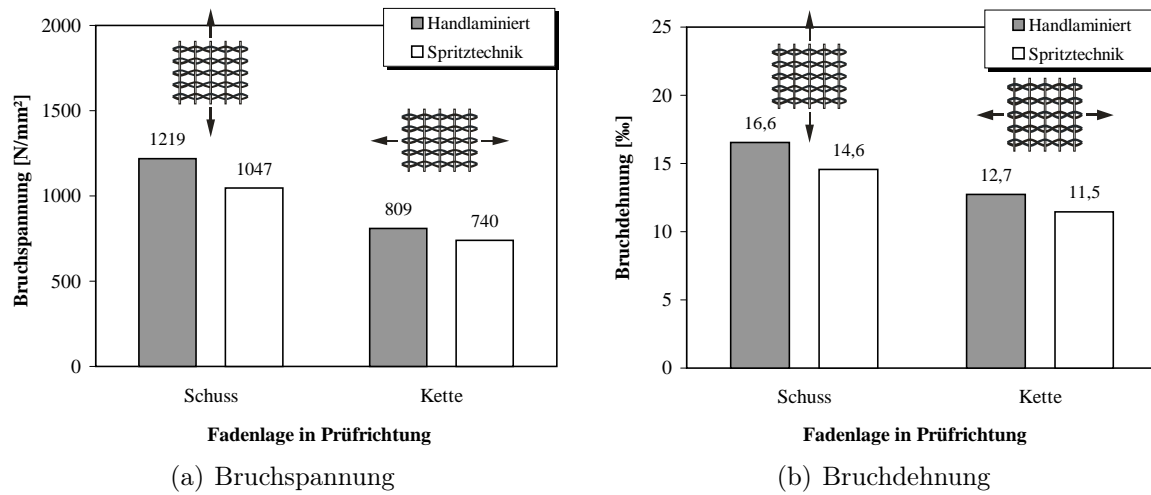 2000
1500
1000
500
0
Bruchspannung [N/mm²]
Handlaminiert
Spritztechnik
1219
1047
809
740
Schuss
Kette
Fadenlage in Prüfrichtung
(a) Bruchspannung
25
20
15
10
5
0
Bruchdehnung [‰]
Handlaminiert
Spritztechnik
16,6
14,6
12,7
11,5
Schuss
Kette
Fadenlage in Prüfrichtung
(b) Bruchdehnung